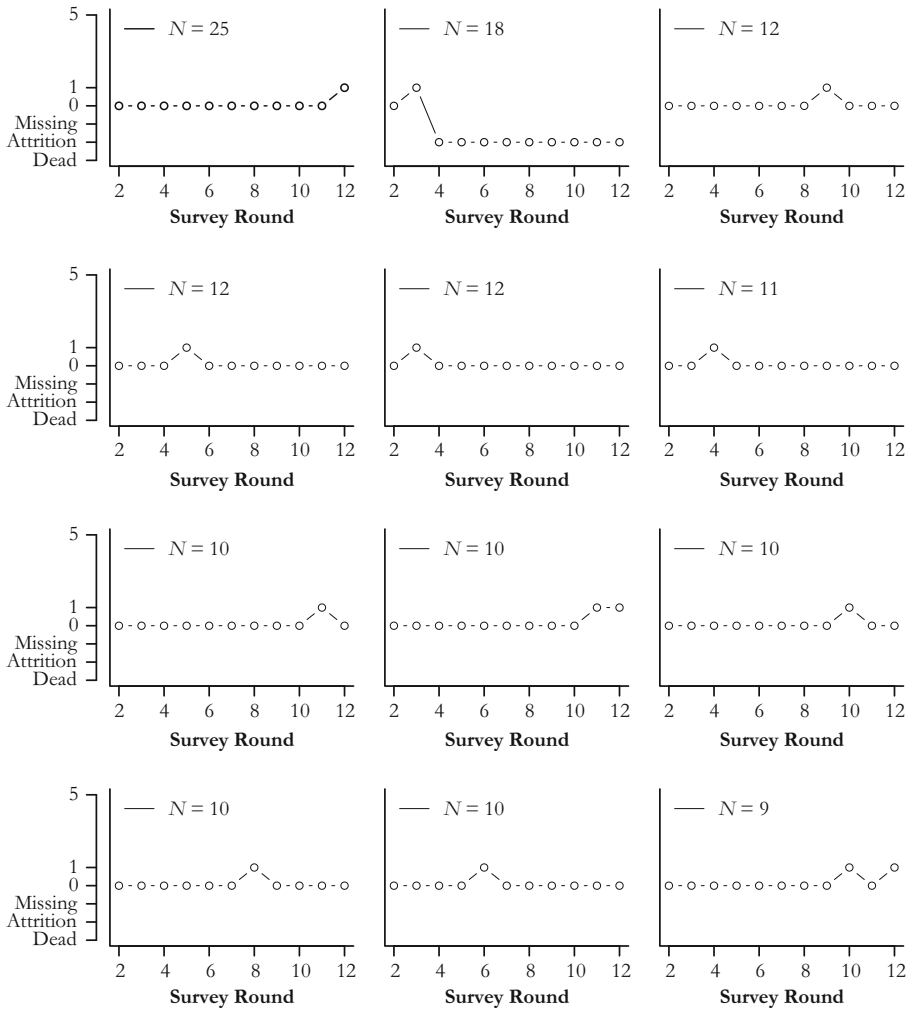 5
1
0
Missing
Attrition
Dead
N = 25
2 4 6 8 10 12
Survey Round
N = 18
2 4 6 8 10 12
Survey Round
N = 12
2 4 6 8 10 12
Survey Round
5
1
0
Missing
Attrition
Dead
N = 12
2 4 6 8 10 12
Survey Round
N = 12
2 4 6 8 10 12
Survey Round
N = 11
2 4 6 8 10 12
Survey Round
5
1
0
Missing
Attrition
Dead
N = 10
2 4 6 8 10 12
Survey Round
N = 10
2 4 6 8 10 12
Survey Round
N = 10
2 4 6 8 10 12
Survey Round
5
1
0
Missing
Attrition
Dead
N = 10
2 4 6 8 10 12
Survey Round
N = 10
2 4 6 8 10 12
Survey Round
N = 9
2 4 6 8 10 12
Survey Round